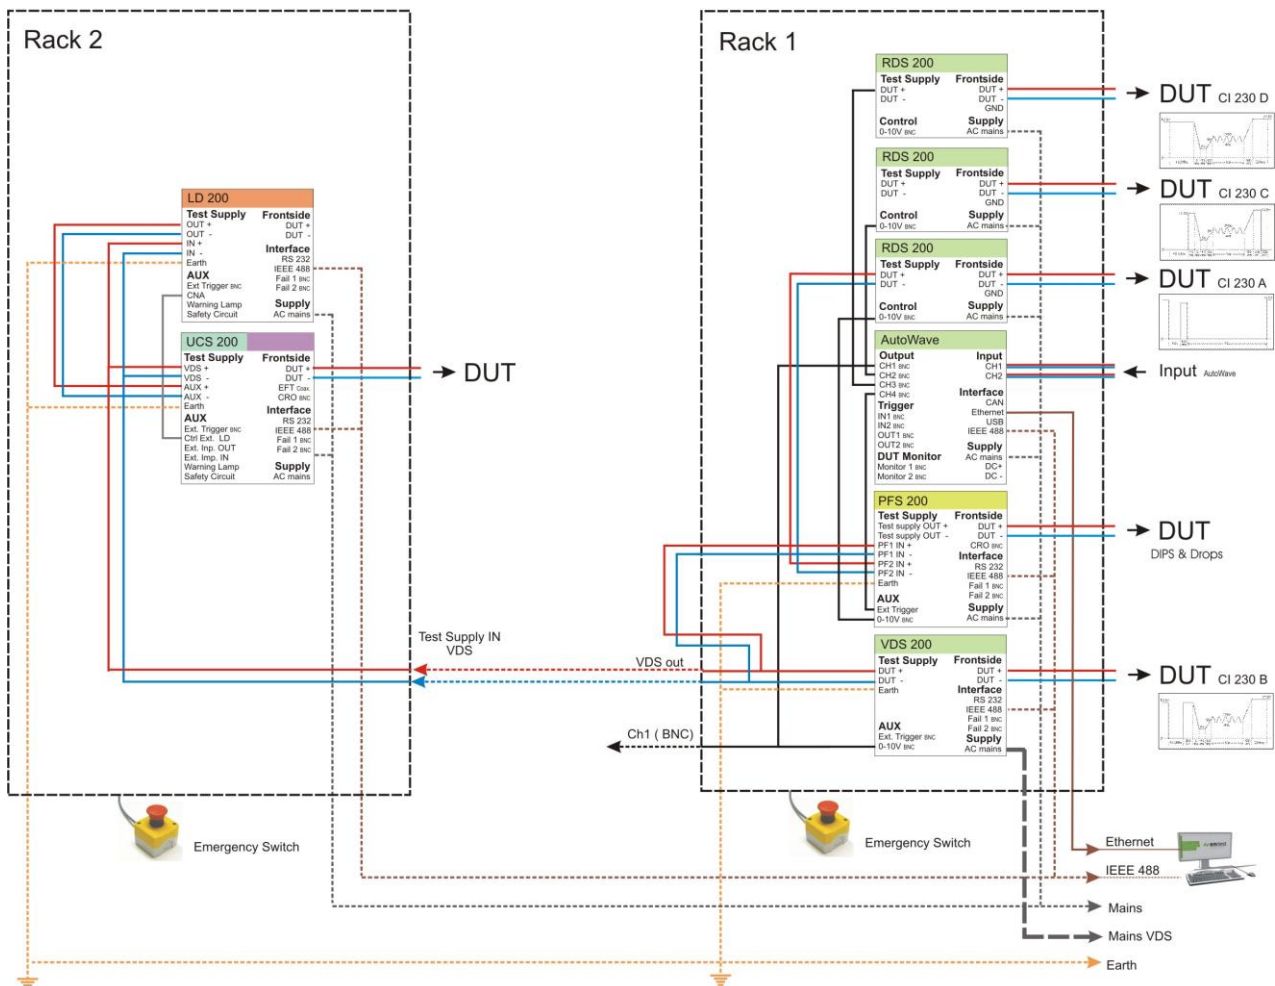 Rack 2
LD 200
Test Supply Frontside
OUT + DUT +
OUT - DUT -
IN + Interface
IN - RS 232
Earth IEEE 488
AUX Fail 1 BNC
Ext Trigger BNC Fail 2 BNC
CNA
Warning Lamp Supply
Safety Circuit AC mains
UCS 200
Test Supply Frontside
VDS + DUT +
VDS - DUT -
AUX + EFT Coax.
AUX - CRO BNC
Earth Interface
AUX RS 232
Ext. Trigger BNC IEEE 488
Ctrl Ext. LD Fail 1 BNC
Ext. Inp. OUT Fail 2 BNC
Ext. Imp. IN
Warning Lamp Supply
Safety Circuit AC mains
DUT
Test Supply IN
VDS
Emergency Switch
Rack 1
RDS 200
Test Supply Frontside
DUT + DUT +
DUT - DUT -
GND
Control Supply
0-10V BNC AC mains
DUT CI 230 D
RDS 200
Test Supply Frontside
DUT + DUT +
DUT - DUT -
GND
Control Supply
0-10V BNC AC mains
DUT CI 230 C
RDS 200
Test Supply Frontside
DUT + DUT +
DUT - DUT -
GND
Control Supply
0-10V BNC AC mains
DUT CI 230 A
AutoWave
Output Input
CH1 BNC CH1
CH2 BNC CH2
CH3 BNC
CH4 BNC Interface
CAN
Trigger Ethernet
IN1 BNC USB
IN2 BNC IEEE 488
OUT1 BNC
OUT2 BNC Supply
DUT Monitor AC mains
Monitor 1 BNC DC+
Monitor 2 BNC DC -
Input AutoWave
PFS 200
Test Supply Frontside
Test supply OUT + DUT +
Test supply OUT - DUT -
PF1 IN + CRO BNC
PF1 IN - Interface
PF2 IN + RS 232
PF2 IN - IEEE 488
Earth Fail 1 BNC
Fail 2 BNC
AUX
Ext Trigger Supply
0-10V BNC AC mains
DUT
DIPS & Drops
VDS 200
Test Supply Frontside
DUT + DUT +
DUT - DUT -
Earth Interface
RS 232
IEEE 488
Fail 1 BNC
AUX Fail 2 BNC
Ext. Trigger BNC Supply
0-10V BNC AC mains
DUT CI 230 B
VDS out
Ch1 ( BNC)
Emergency Switch
Ethernet
IEEE 488
Mains
Mains VDS
Earth